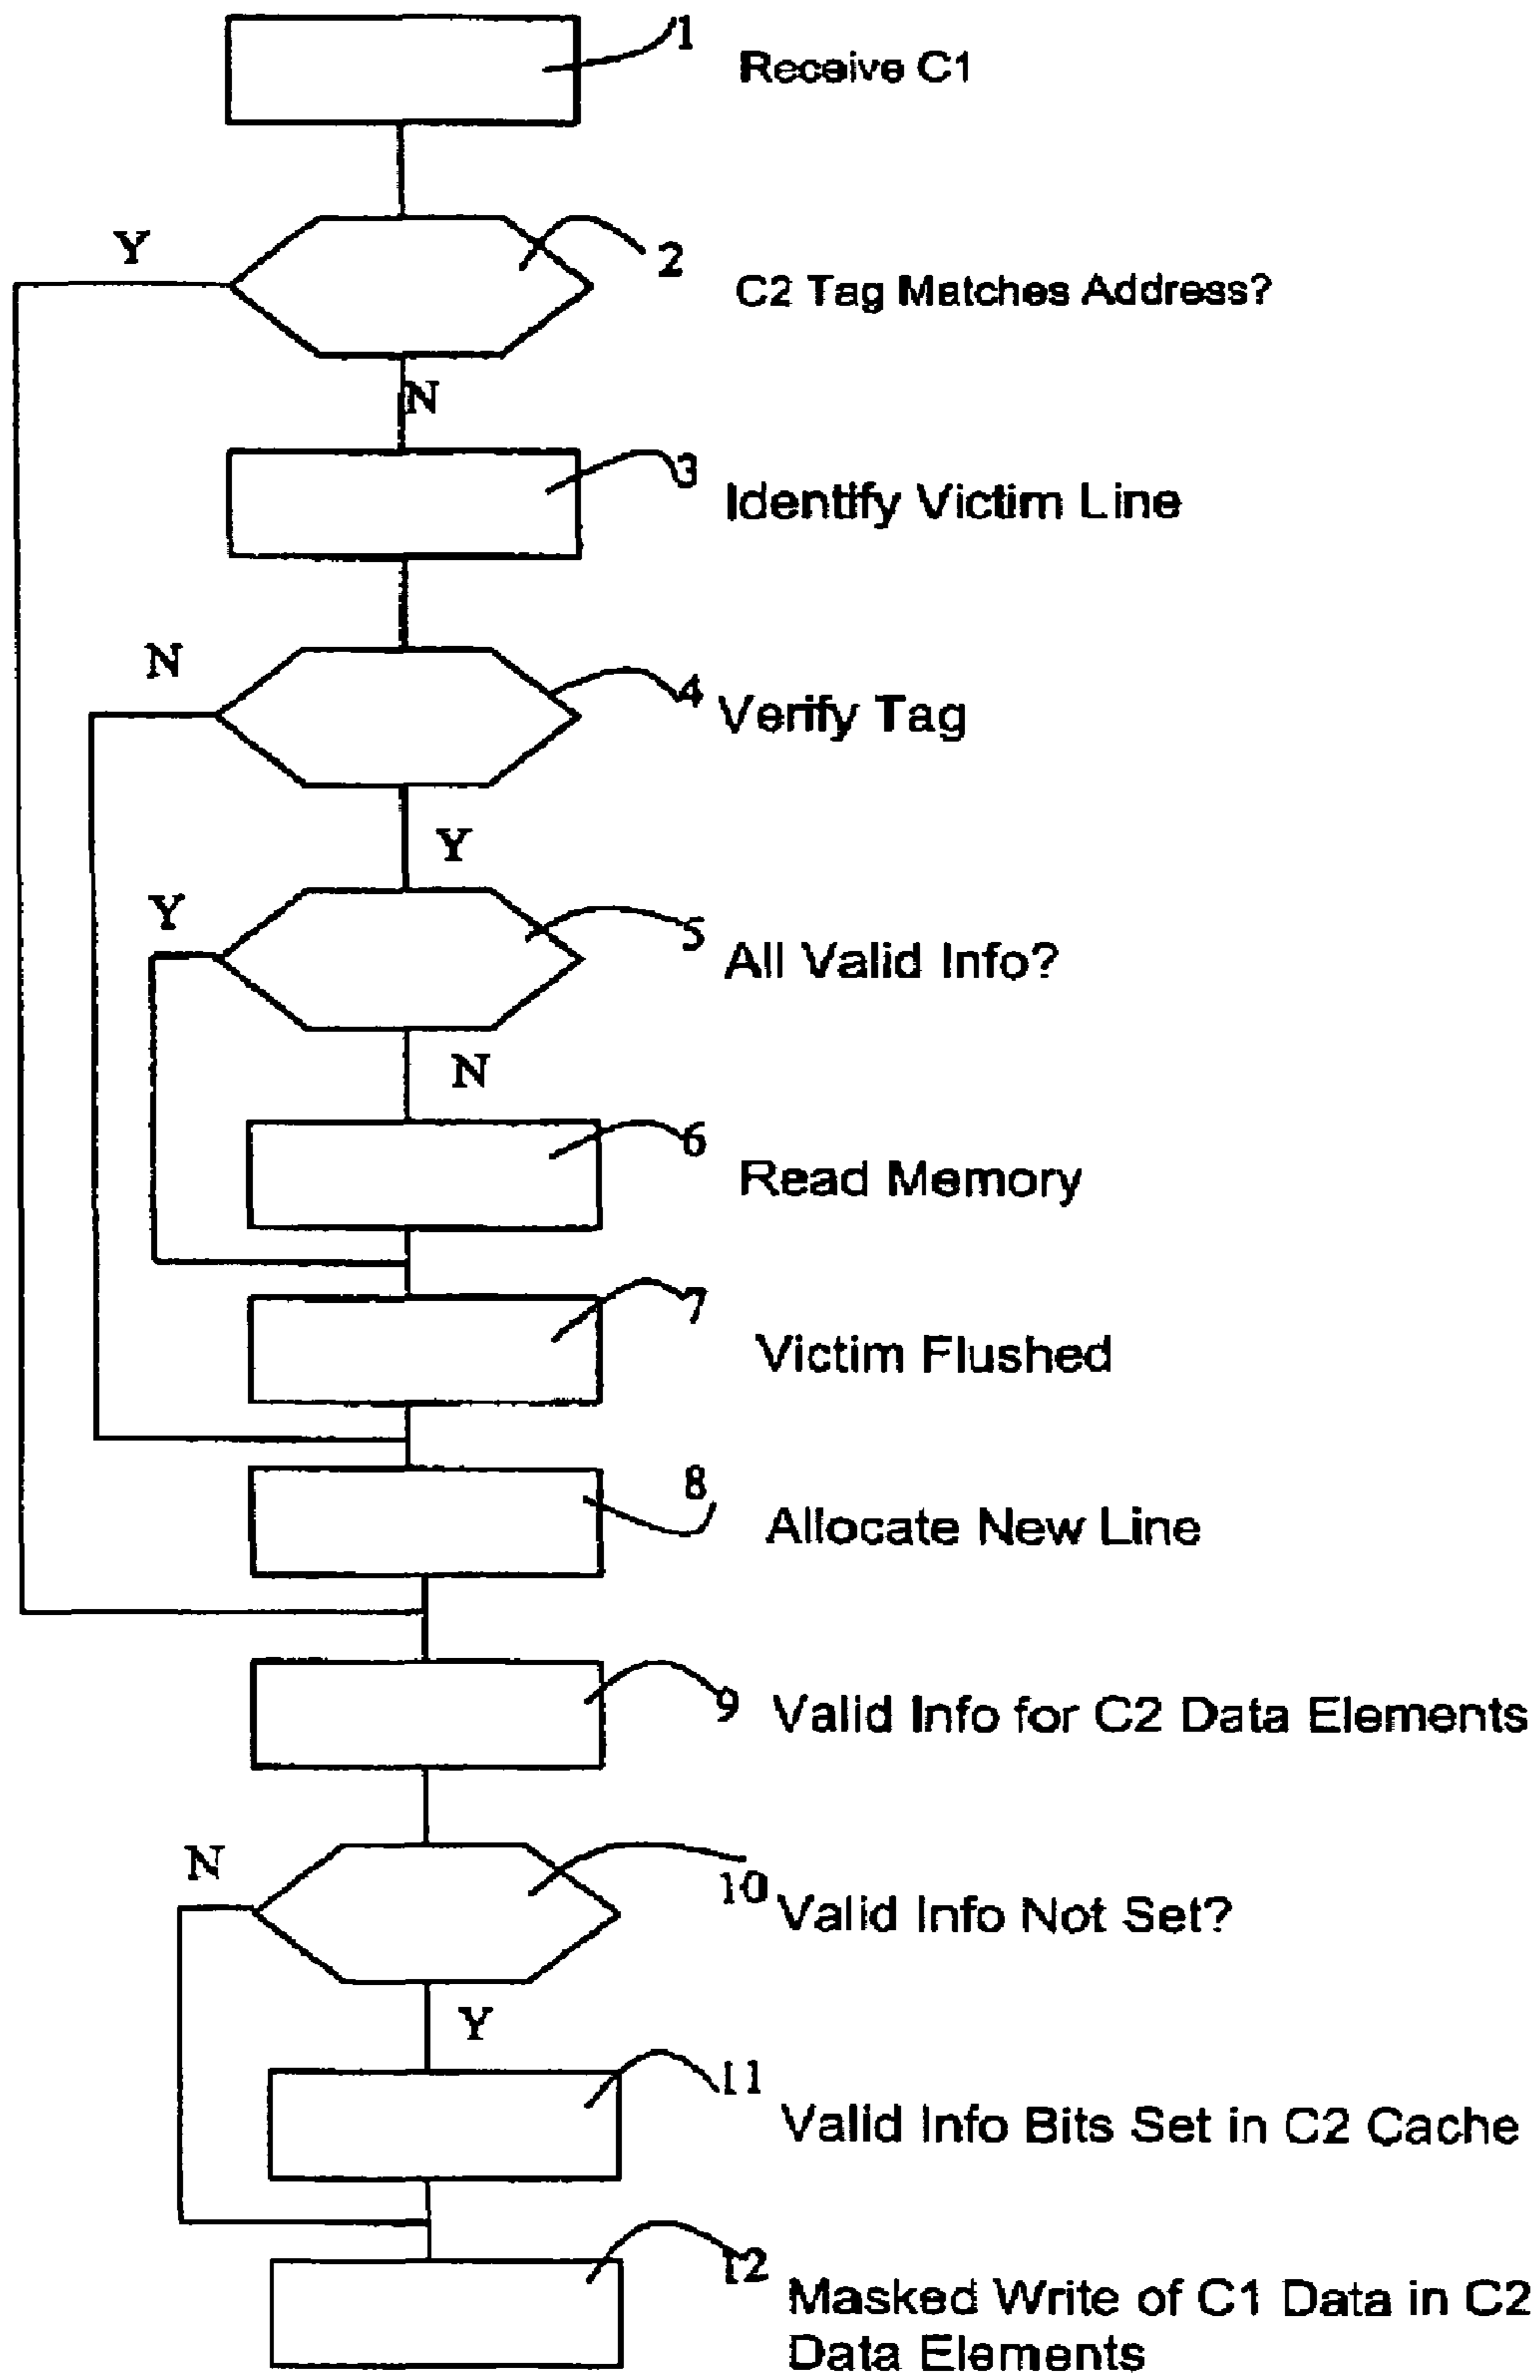 1
Receive C1
Y
2
C2 Tag Matches Address?
N
3
Identify Victim Line
N
4
Verify Tag
Y
Y
5
All Valid Info?
N
6
Read Memory
7
Victim Flushed
8
Allocate New Line
9
Valid Info for C2 Data Elements
N
10
Valid Info Not Set?
Y
11
Valid Info Bits Set in C2 Cache
12
Masked Write of C1 Data in C2
Data Elements